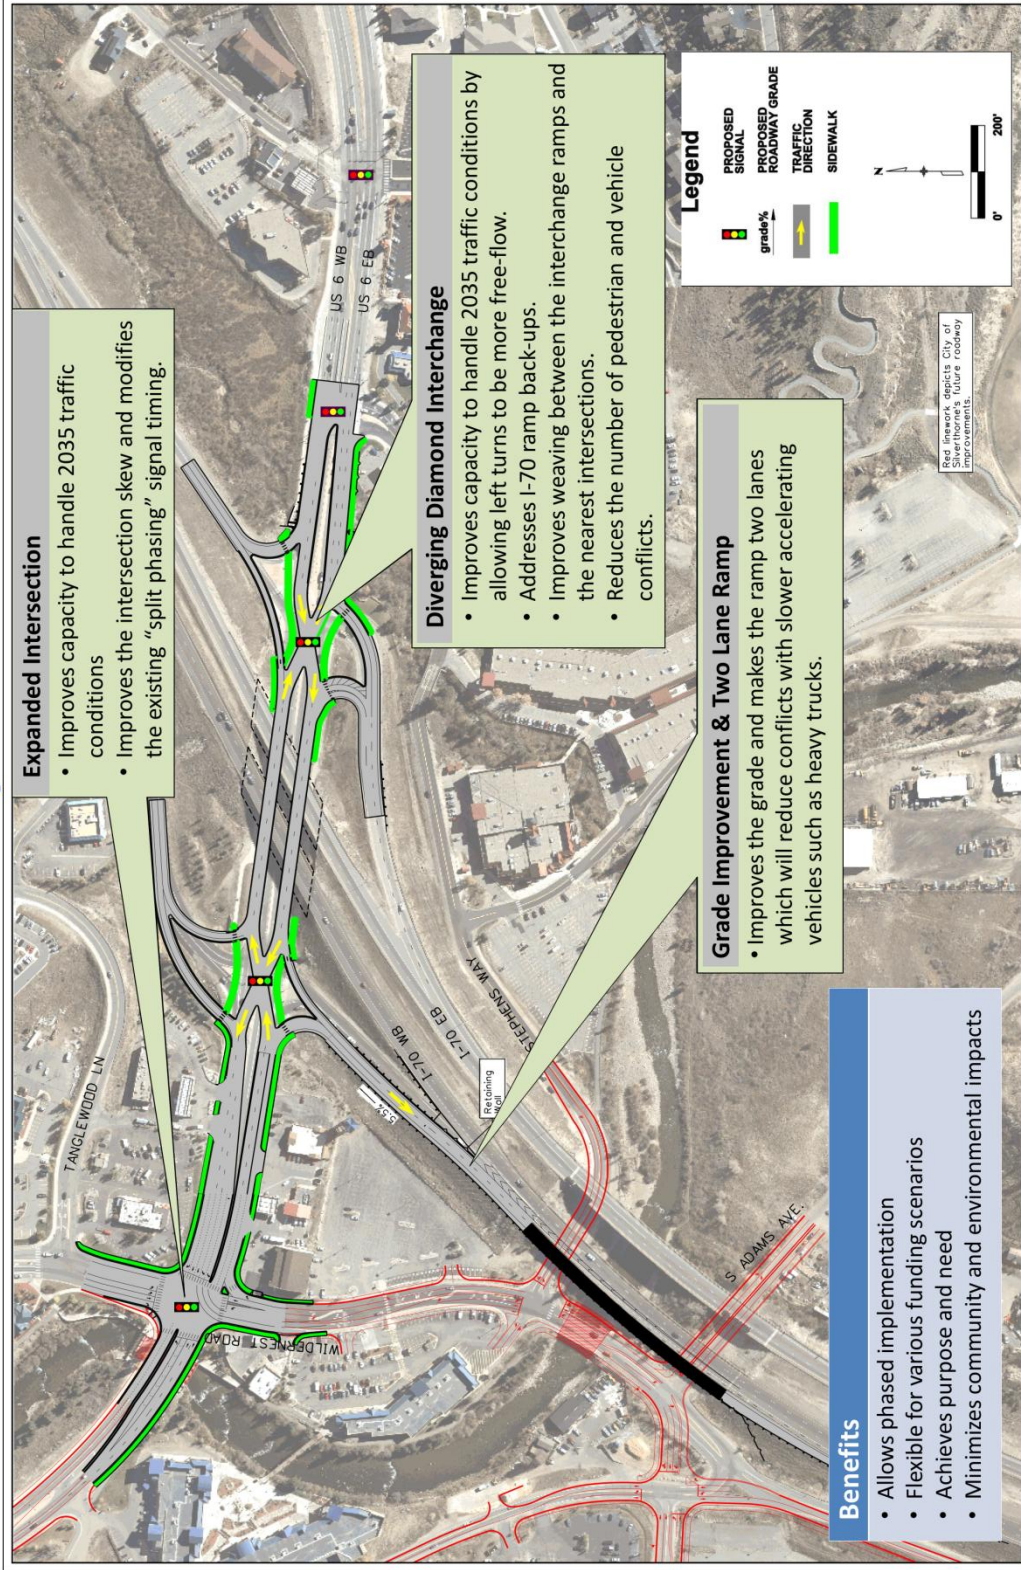 Expanded Intersection
• Improves capacity to handle 2035 traffic
conditions
• Improves the intersection skew and modifies
the existing “split phasing” signal timing.
Diverging Diamond Interchange
• Improves capacity to handle 2035 traffic conditions by
allowing left turns to be more free-flow.
• Addresses I-70 ramp back-ups.
• Improves weaving between the interchange ramps and
the nearest intersections.
• Reduces the number of pedestrian and vehicle
conflicts.
Grade Improvement & Two Lane Ramp
• Improves the grade and makes the ramp two lanes
which will reduce conflicts with slower accelerating
vehicles such as heavy trucks.
Benefits
• Allows phased implementation
• Flexible for various funding scenarios
• Achieves purpose and need
• Minimizes community and environmental impacts
Legend
PROPOSED
SIGNAL
grade%
PROPOSED
ROADWAY GRADE
TRAFFIC
DIRECTION
SIDEWALK
N
0'
200'
Red linework depicts City of
Silverthorne's future roadway
improvements.
TANGLEWOOD LN
WILDERNEST ROAD
US 6 WB
US 6 EB
I-70 WB
I-70 EB
5.5%
Retaining
Wall
STEPHENS WAY
S ADAMS AVE.